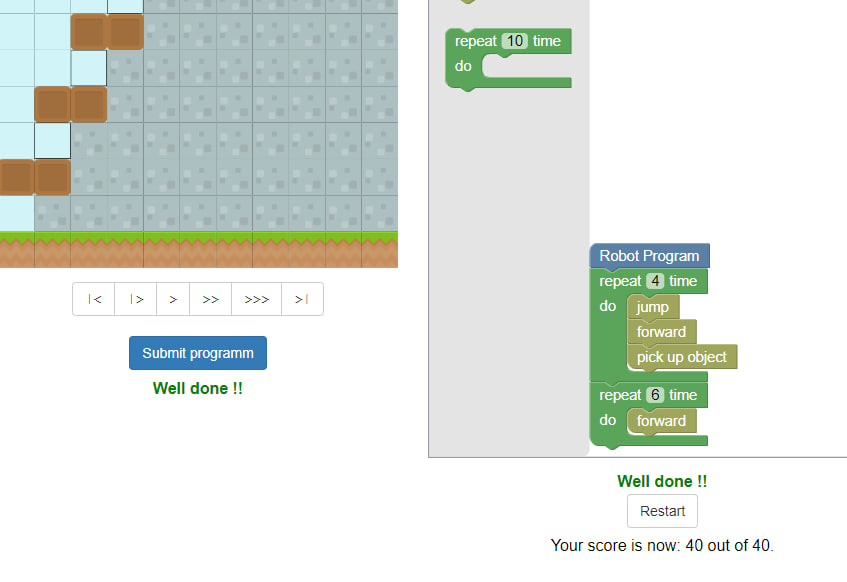 repeat 10 time
do
Robot Program
repeat 4 time
do jump
forward
pick up object
repeat 6 time
do forward
|< |> > >> >>> >|
Submit programm
Well done !!
Well done !!
Restart
Your score is now: 40 out of 40.